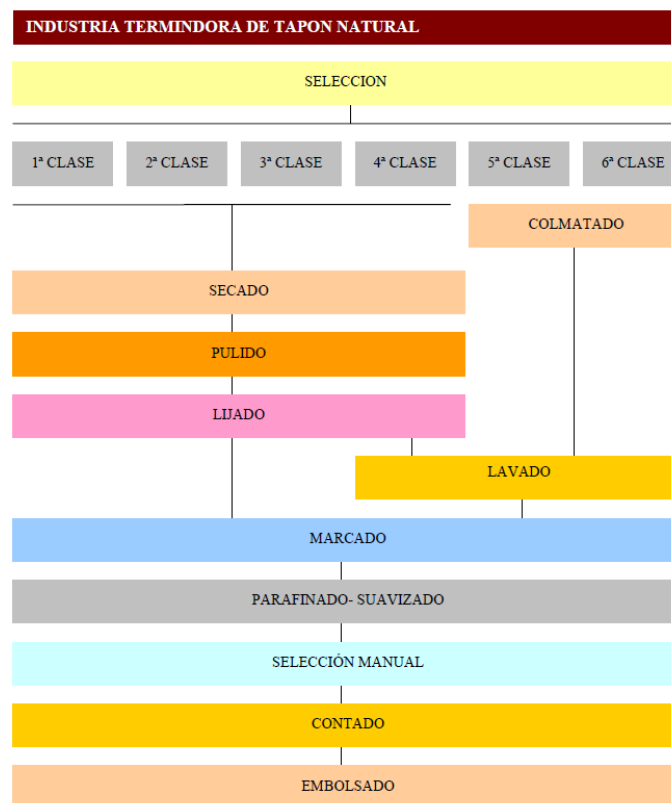 INDUSTRIA TERMINDORA DE TAPON NATURAL
SELECCION
1ª CLASE
2ª CLASE
3ª CLASE
4ª CLASE
5ª CLASE
6ª CLASE
COLMATADO
SECADO
PULIDO
LIJADO
LAVADO
MARCADO
PARAFINADO- SUAVIZADO
SELECCIÓN MANUAL
CONTADO
EMBOLSADO